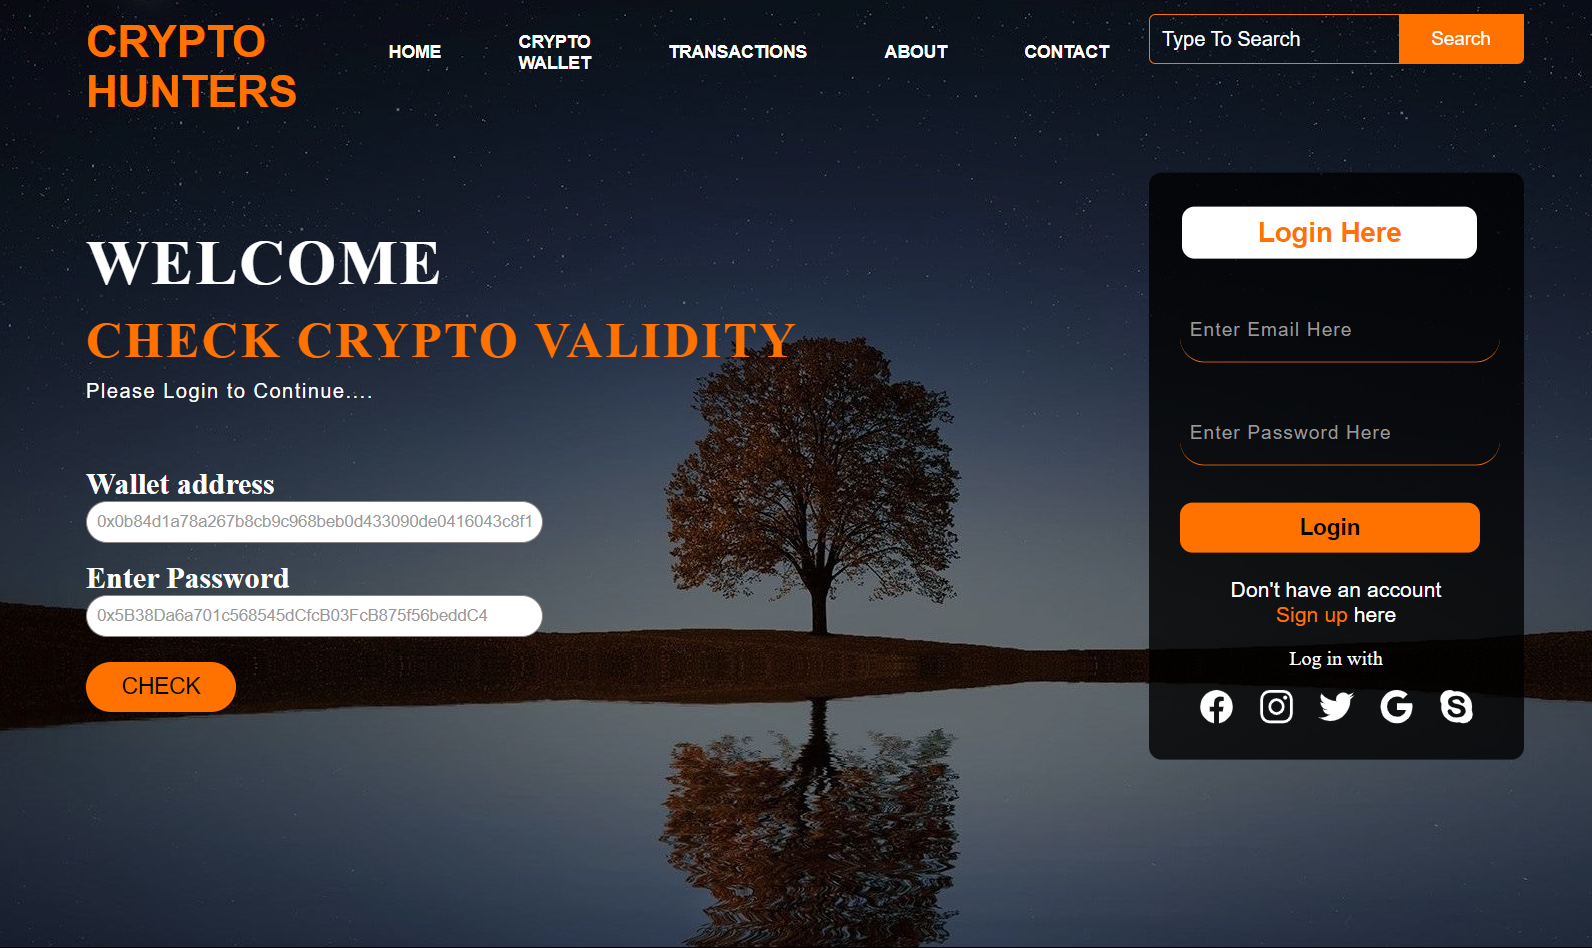 CRYPTO
HUNTERS
HOME
CRYPTO
WALLET
TRANSACTIONS
ABOUT
CONTACT
Type To Search
Search
WELCOME
CHECK CRYPTO VALIDITY
Please Login to Continue....
Wallet address
0x0b84d1a78a267b8cb9c968beb0d433090de0416043c8f1
Enter Password
0x5B38Da6a701c568545dCfcB03FcB875f56beddC4
CHECK
Login Here
Enter Email Here
Enter Password Here
Login
Don't have an account
Sign up here
Log in with